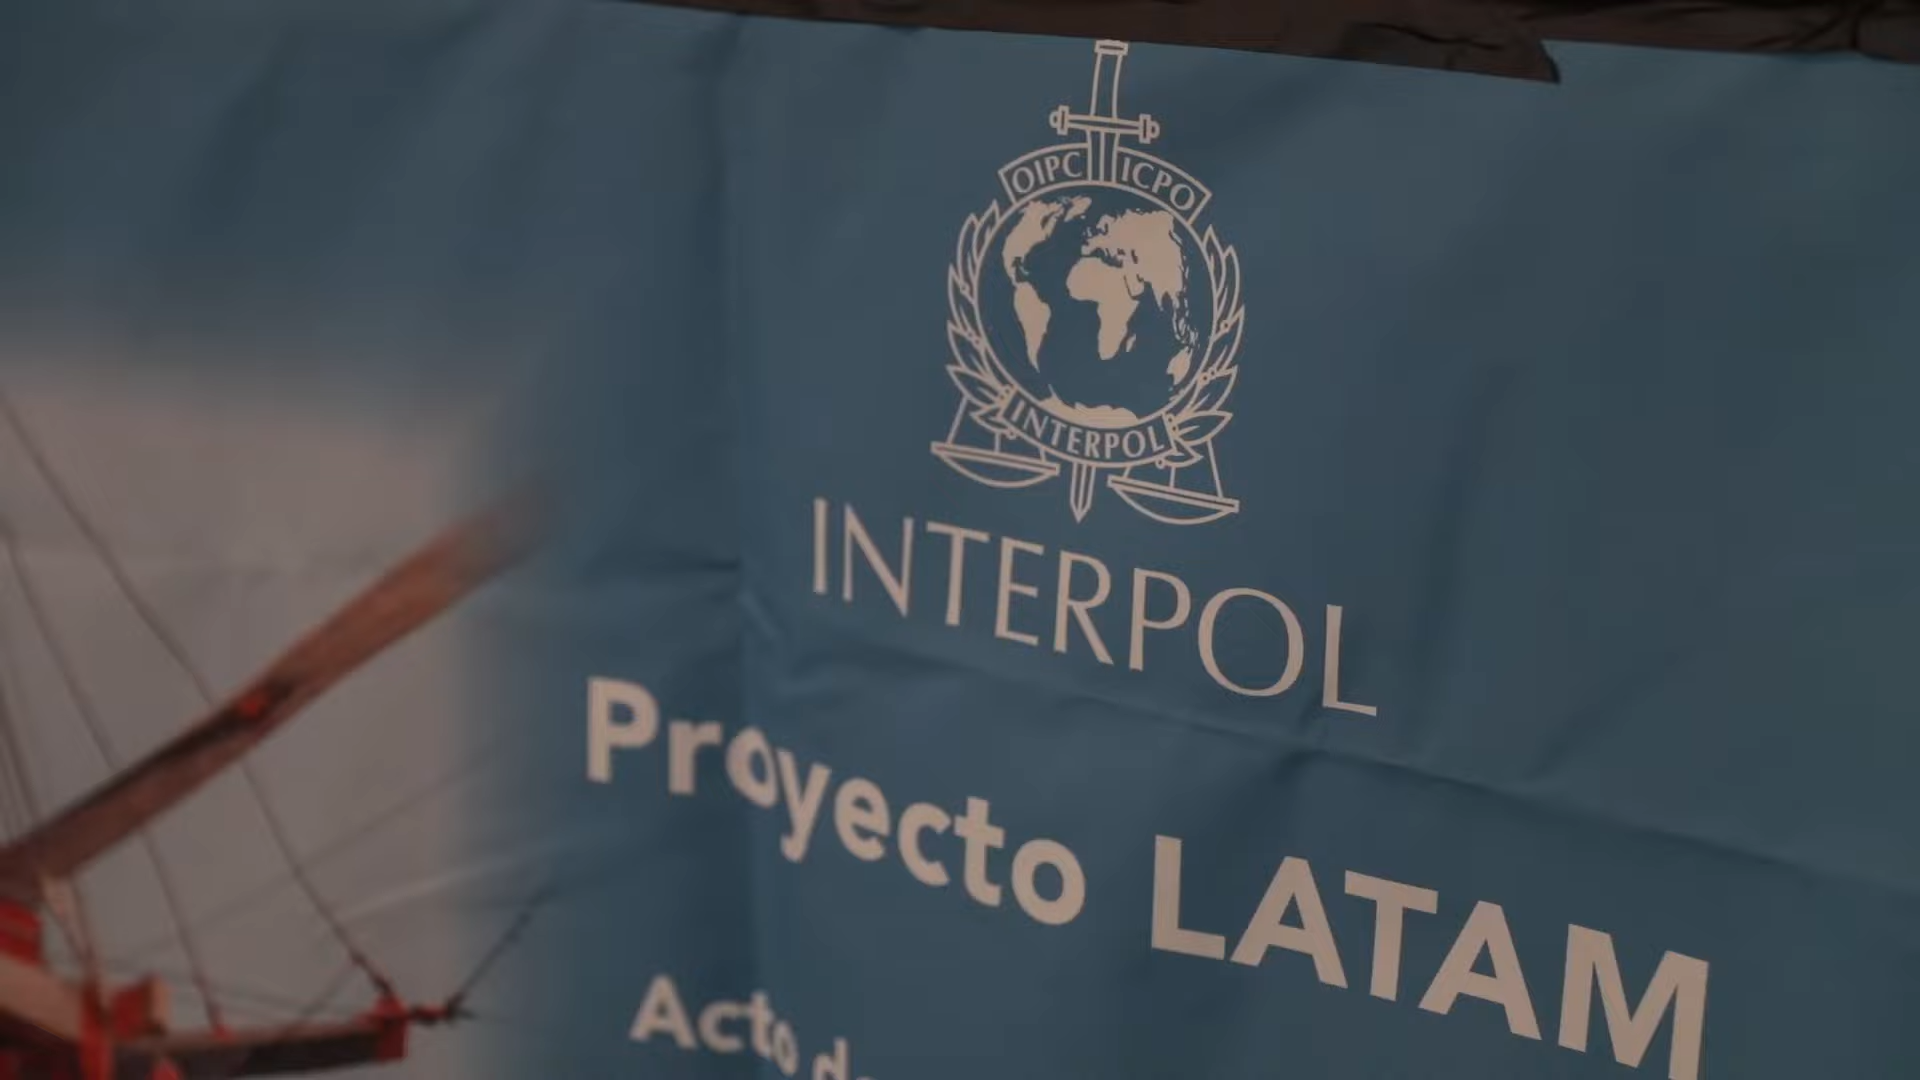 OIPC ICPO
INTERPOL
INTERPOL
Proyecto LATAM
Acto